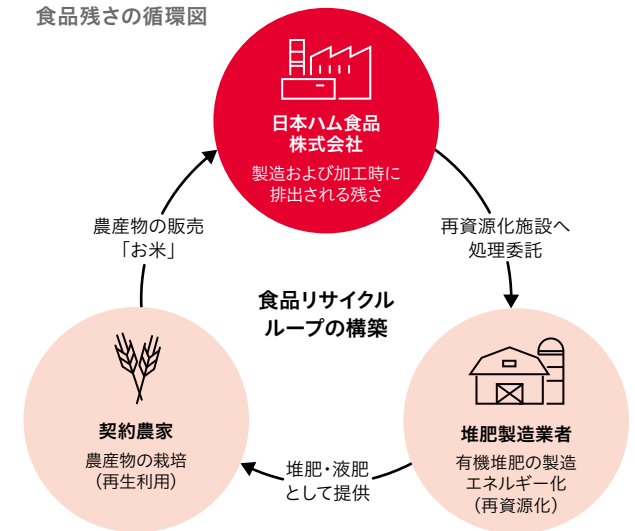 食品残さの循環図
日本ハム食品
株式会社
製造および加工時に
排出される残さ
農産物の販売
「お米」
再資源化施設へ
処理委託
食品リサイクル
ループの構築
契約農家
農産物の栽培
(再生利用)
堆肥・液肥
として提供
堆肥製造業者
有機堆肥の製造
エネルギー化
(再資源化)